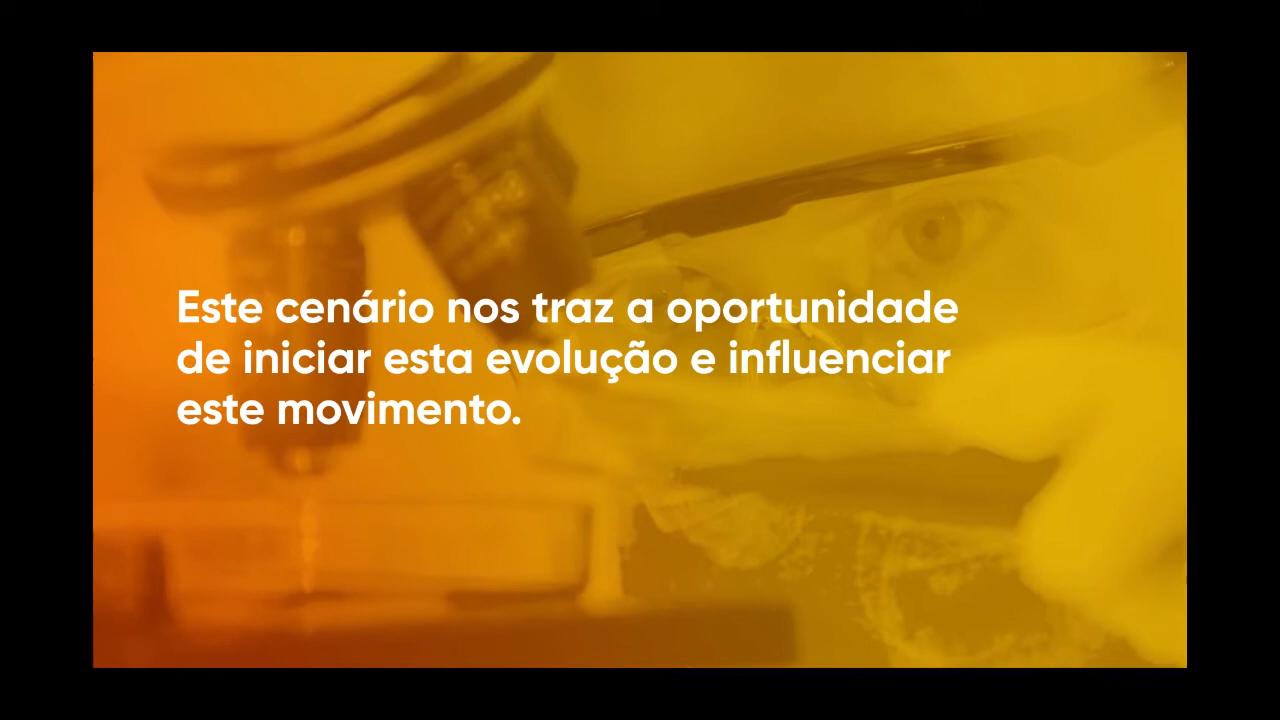 Este cenário nos traz a oportunidade
de iniciar esta evolução e influenciar
este movimento.